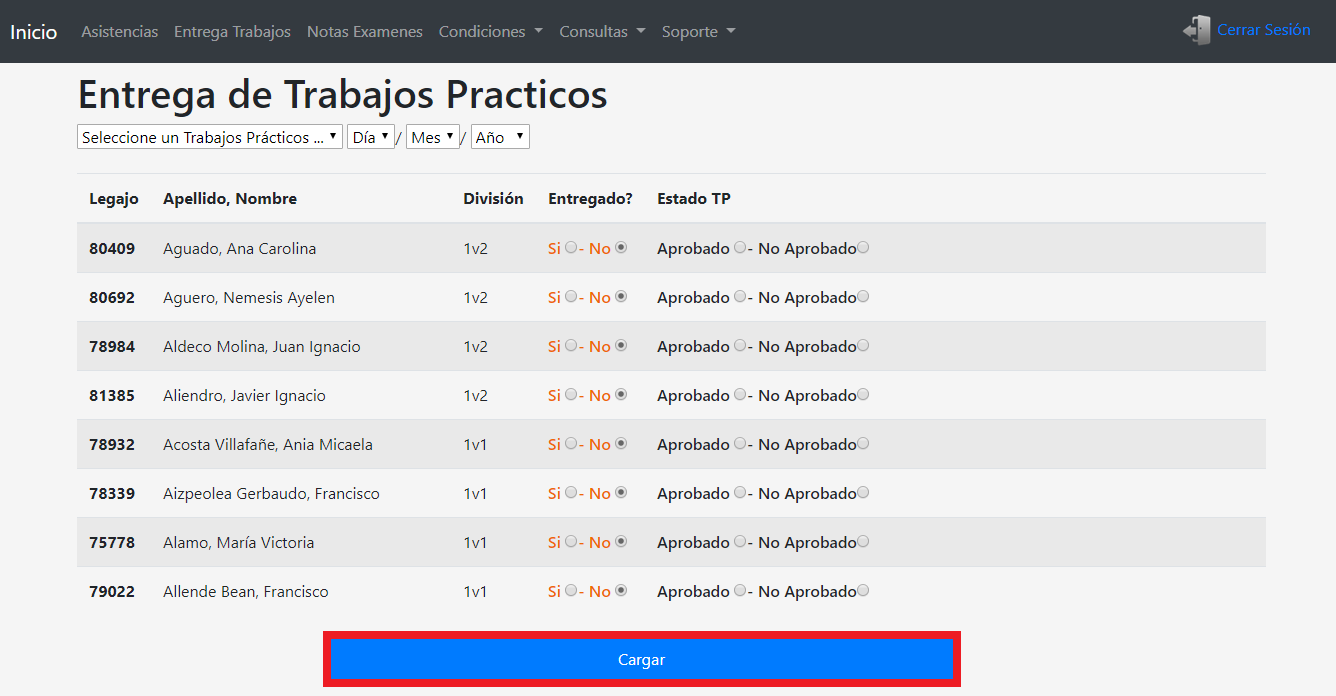 Inicio Asistencias Entrega Trabajos Notas Examenes Condiciones Consultas Soporte Cerrar Sesión
Entrega de Trabajos Practicos
Seleccione un Trabajos Prácticos ... Día / Mes / Año
Legajo Apellido, Nombre División Entregado? Estado TP
80409 Aguado, Ana Carolina 1v2 Si - No Aprobado - No Aprobado
80692 Aguero, Nemesis Ayelen 1v2 Si - No Aprobado - No Aprobado
78984 Aldeco Molina, Juan Ignacio 1v2 Si - No Aprobado - No Aprobado
81385 Aliendro, Javier Ignacio 1v2 Si - No Aprobado - No Aprobado
78932 Acosta Villafañe, Ania Micaela 1v1 Si - No Aprobado - No Aprobado
78339 Aizpeolea Gerbaudo, Francisco 1v1 Si - No Aprobado - No Aprobado
75778 Alamo, María Victoria 1v1 Si - No Aprobado - No Aprobado
79022 Allende Bean, Francisco 1v1 Si - No Aprobado - No Aprobado
Cargar